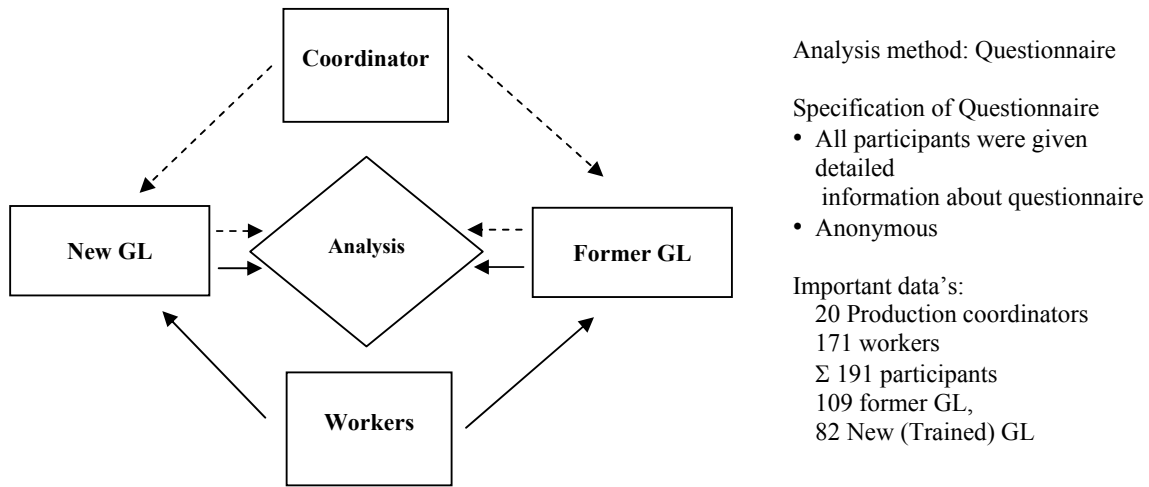 Coordinator
New GL
Analysis
Former GL
Workers
Analysis method: Questionnaire
Specification of Questionnaire
• All participants were given
detailed
information about questionnaire
• Anonymous
Important data’s:
20 Production coordinators
171 workers
Σ 191 participants
109 former GL,
82 New (Trained) GL